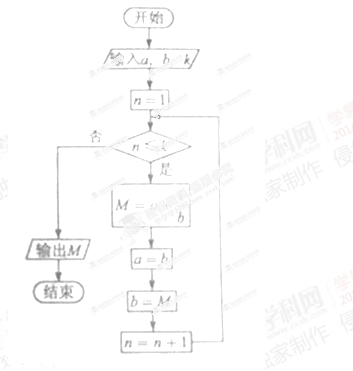 开始
输入a, b, k
n = 1
n ≤ k
否
是
M = b
a = b
输出M
b = M
结束
n = n + 1